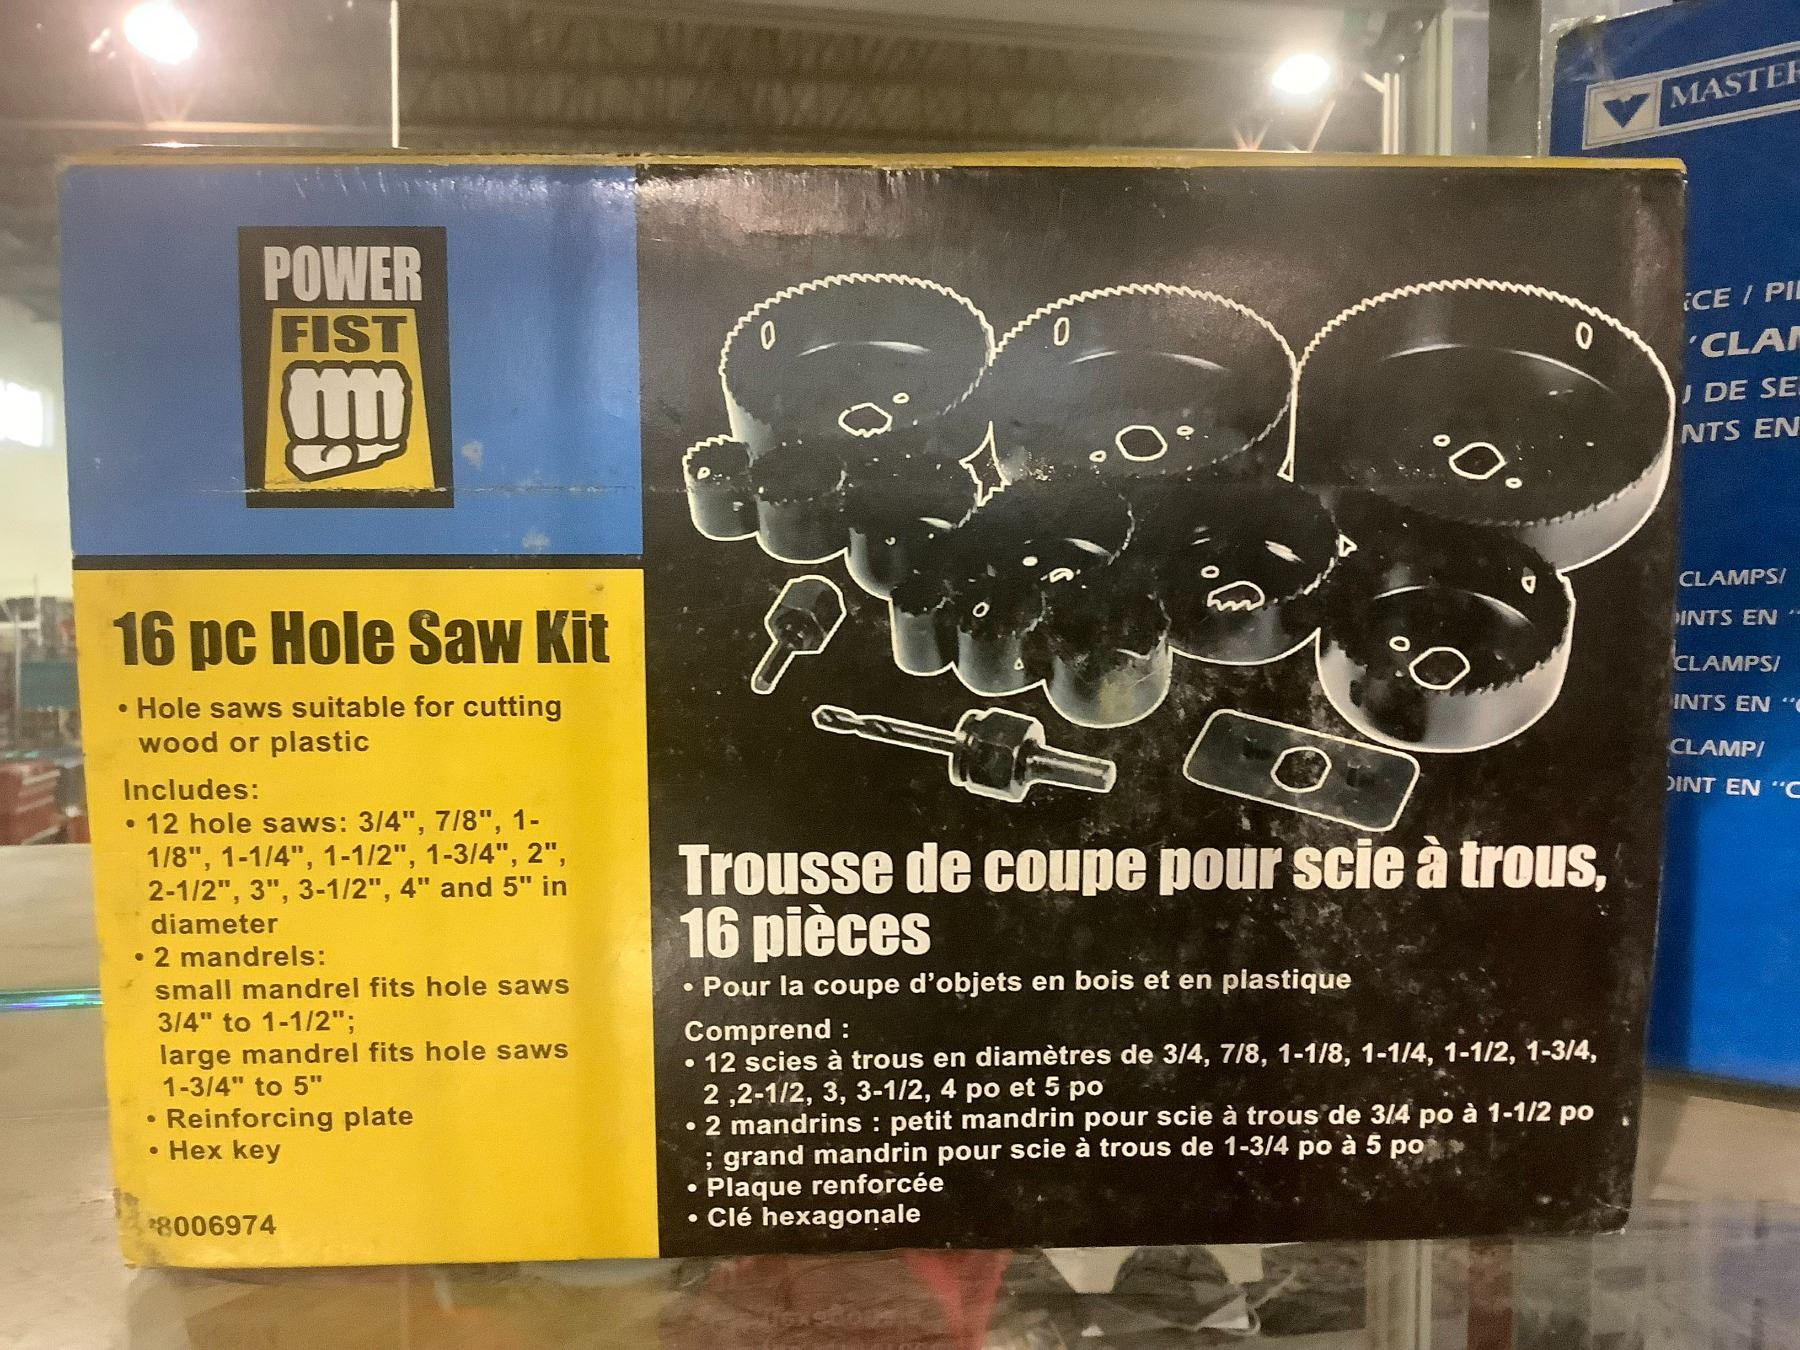 POWER
FIST
16 pc Hole Saw Kit
• Hole saws suitable for cutting
wood or plastic
Includes:
• 12 hole saws: 3/4", 7/8", 1-
1/8", 1-1/4", 1-1/2", 1-3/4", 2",
2-1/2", 3", 3-1/2", 4" and 5" in
diameter
• 2 mandrels:
small mandrel fits hole saws
3/4" to 1-1/2";
large mandrel fits hole saws
1-3/4" to 5"
• Reinforcing plate
• Hex key
8006974
Trousse de coupe pour scie à trous,
16 pièces
• Pour la coupe d'objets en bois et en plastique
Comprend :
• 12 scies à trous en diamètres de 3/4, 7/8, 1-1/8, 1-1/4, 1-1/2, 1-3/4,
2 ,2-1/2, 3, 3-1/2, 4 po et 5 po
• 2 mandrins : petit mandrin pour scie à trous de 3/4 po à 1-1/2 po
; grand mandrin pour scie à trous de 1-3/4 po à 5 po
• Plaque renforcée
• Clé hexagonale
MASTER
DE SE
EN
CLAMPS/
EN "
CLAMPS/
EN "
CLAMP/
EN "C